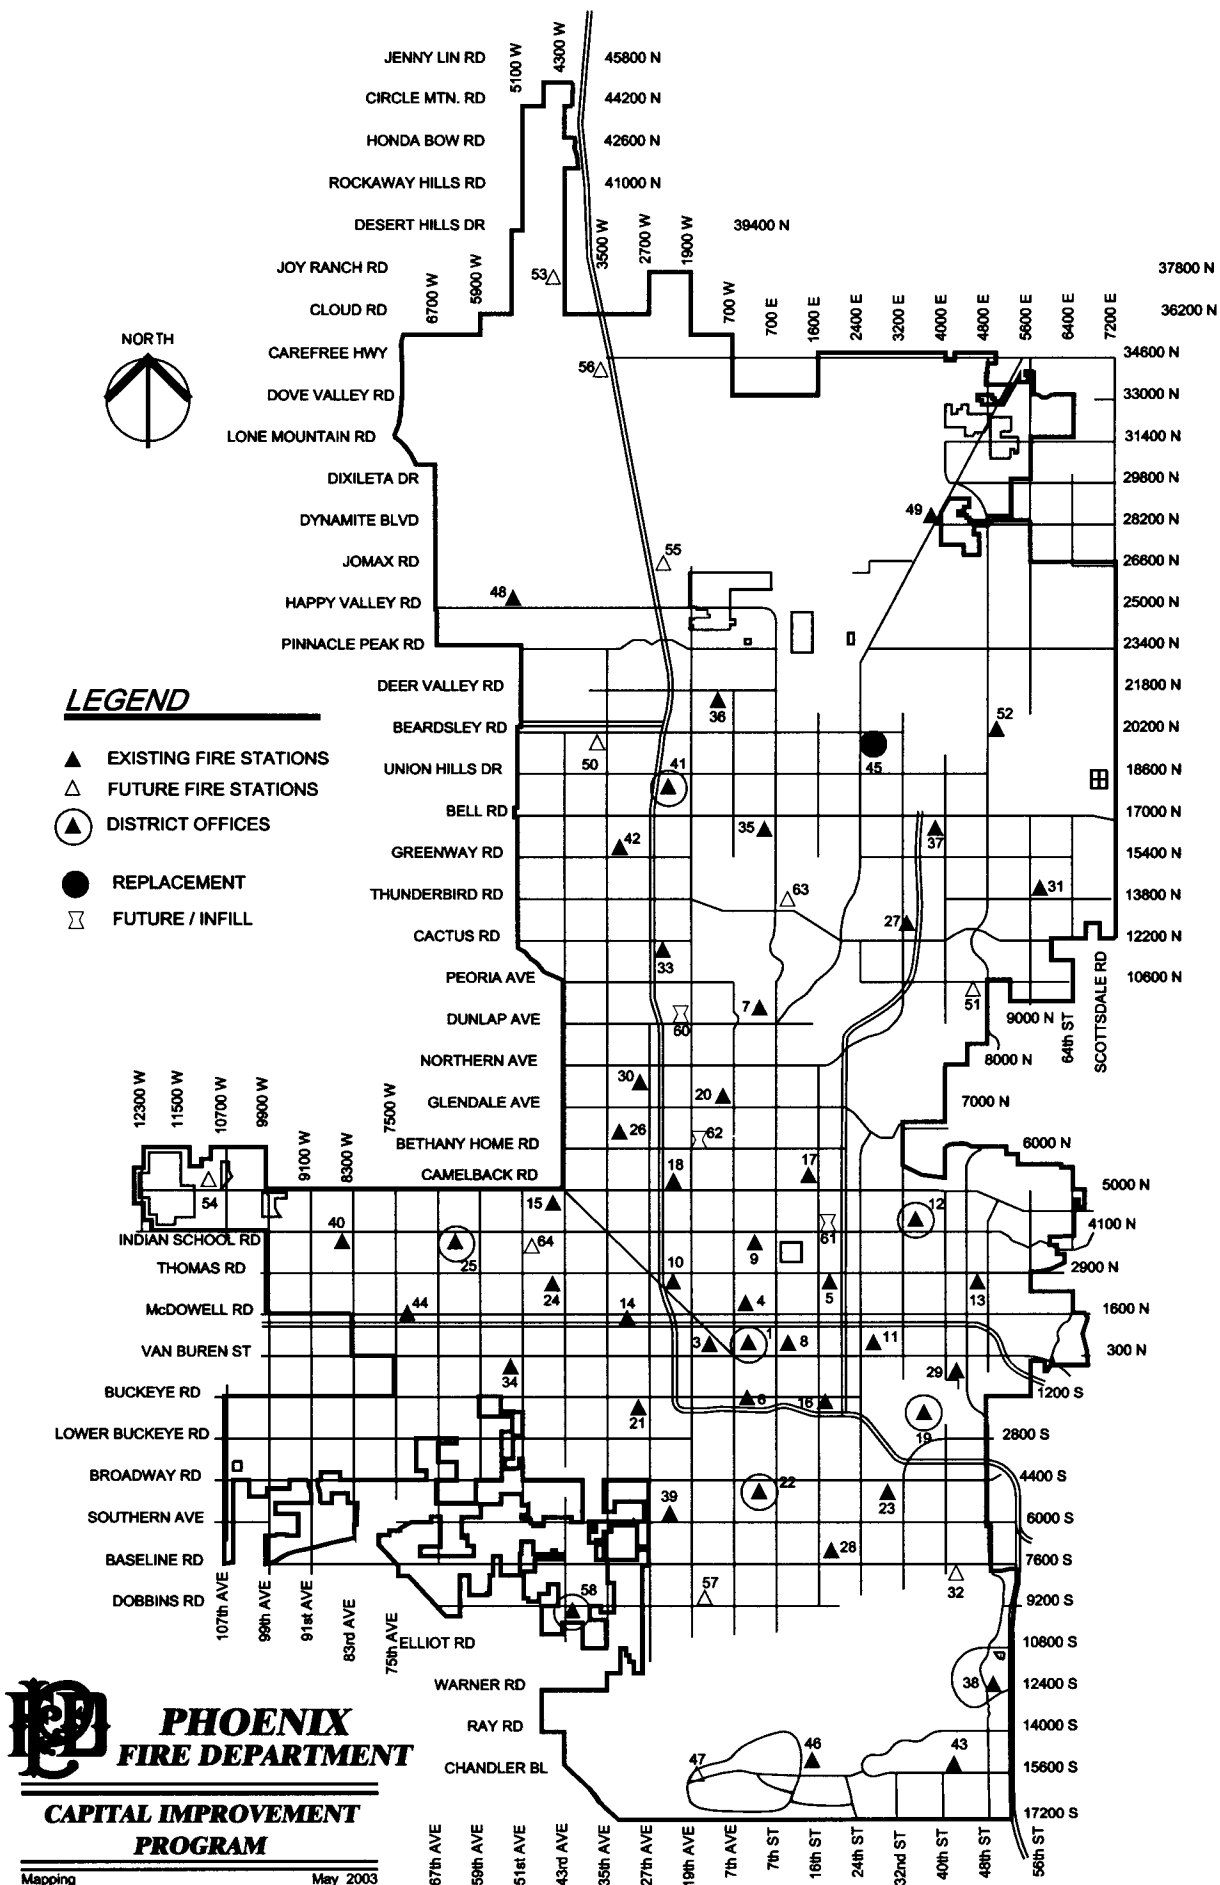 JENNY LIN RD 5100 W 4300 W 45800 N
CIRCLE MTN. RD 44200 N
HONDA BOW RD 42600 N
ROCKAWAY HILLS RD 41000 N
DESERT HILLS DR 3500 W 2700 W 1900 W 39400 N
JOY RANCH RD 53 37800 N
6700 W 5900 W
CLOUD RD 700 W 700 E 1600 E 2400 E 3200 E 4000 E 4800 E 5600 E 6400 E 7200 E 36200 N
NORTH
CAREFREE HWY 34600 N
56
DOVE VALLEY RD 33000 N
LONE MOUNTAIN RD 31400 N
DIXILETA DR 29800 N
49
DYNAMITE BLVD 28200 N
55
JOMAX RD 26600 N
48
HAPPY VALLEY RD 25000 N
PINNACLE PEAK RD 23400 N
DEER VALLEY RD 21800 N
LEGEND
36 52
BEARDSLEY RD 20200 N
EXISTING FIRE STATIONS
50 41 45
UNION HILLS DR 18600 N
FUTURE FIRE STATIONS
BELL RD 17000 N
DISTRICT OFFICES
35 37
42
GREENWAY RD 15400 N
REPLACEMENT
63 31
THUNDERBIRD RD 13800 N
FUTURE / INFILL
27
CACTUS RD 12200 N
33
PEORIA AVE 10600 N
51
7
DUNLAP AVE 60 9000 N
64th ST
SCOTTSDALE RD
NORTHERN AVE 8000 N
30
20
GLENDALE AVE 7000 N
12300 W 11500 W 10700 W 9900 W 7500 W
26 62
BETHANY HOME RD 6000 N
9100 W 8300 W
CAMELBACK RD 18 17 5000 N
54
15 12
40 61 4100 N
INDIAN SCHOOL RD 64
25 9
THOMAS RD 10 2900 N
24 5 13
McDOWELL RD 44 14 4 1600 N
VAN BUREN ST 3 1 8 11 300 N
34 29
BUCKEYE RD 1200 S
21 6 16
LOWER BUCKEYE RD 19 2800 S
BROADWAY RD 4400 S
22
39 23
SOUTHERN AVE 6000 S
28
BASELINE RD 7600 S
58 57 32
DOBBINS RD 9200 S
107th AVE 99th AVE 91st AVE 83rd AVE 75th AVE
ELLIOT RD 10800 S
WARNER RD 38 12400 S
PHOENIX
RAY RD 14000 S
FIRE DEPARTMENT
46 43
CHANDLER BL 47 15600 S
CAPITAL IMPROVEMENT
17200 S
PROGRAM
67th AVE 59th AVE 51st AVE 43rd AVE 35th AVE 27th AVE 19th AVE 7th AVE 7th ST 16th ST 24th ST 32nd ST 40th ST 48th ST 56th ST
Mapping May 2003